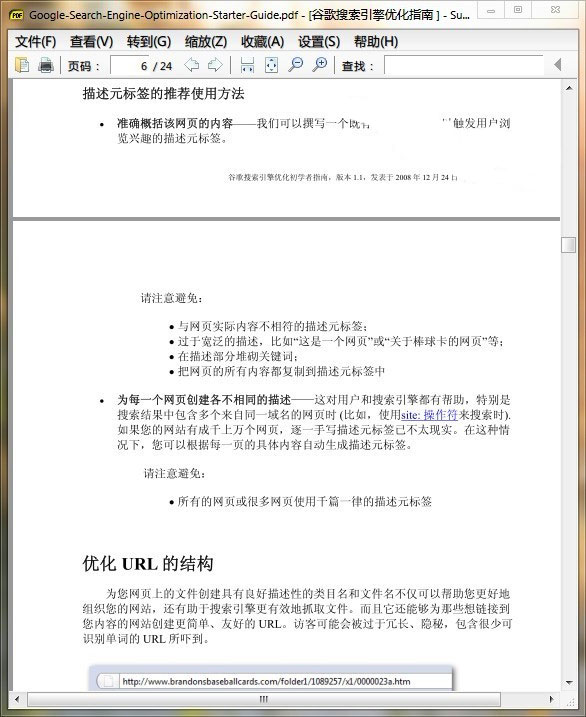 Google-Search-Engine-Optimization-Starter-Guide.pdf - [谷歌搜索引擎优化指南 ] - Su...
文件(F) 查看(V) 转到(G) 缩放(Z) 收藏(A) 设置(S) 帮助(H)
页码： 6 / 24 查找：
描述元标签的推荐使用方法
• 准确概括该网页的内容——我们可以撰写一个既 触发用户浏
览兴趣的描述元标签。
谷歌搜索引擎优化初学者指南，版本 1.1，发表于 2008 年 12 月 24
请注意避免：
• 与网页实际内容不相符的描述元标签；
• 过于宽泛的描述，比如“这是一个网页”或“关于棒球卡的网页”等；
• 在描述部分堆砌关键词；
• 把网页的所有内容都复制到描述元标签中
• 为每一个网页创建各不相同的描述——这对用户和搜索引擎都有帮助，特别是
搜索结果中包含多个来自同一域名的网页时 (比如，使用site: 操作符来搜索时).
如果您的网站有成千上万个网页，逐一手写描述元标签已不太现实。在这种情
况下，您可以根据每一页的具体内容自动生成描述元标签。
请注意避免：
• 所有的网页或很多网页使用千篇一律的描述元标签
优化 URL 的结构
为您网页上的文件创建具有良好描述性的类目名和文件名不仅可以帮助您更好地
组织您的网站，还有助于搜索引擎更有效地抓取文件。而且它还能够为那些想链接到
您内容的网站创建更简单、友好的 URL。访客可能会被过于冗长、隐秘，包含很少可
识别单词的 URL 所吓到。
http://www.brandonsbaseballcards.com/folder1/1089257/x1/0000023a.htm